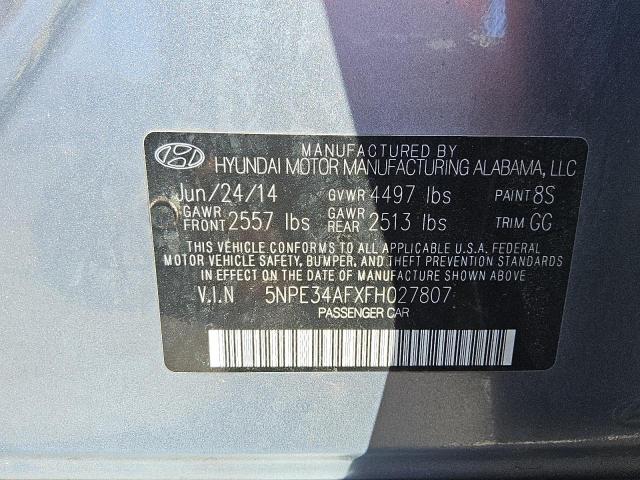 MANUFACTURED BY
HYUNDAI MOTOR MANUFACTURING ALABAMA, LLC
Jun/24/14 GVWR 4497 lbs PAINT 8S
GAWR FRONT 2557 lbs GAWR REAR 2513 lbs TRIM GG
THIS VEHICLE CONFORMS TO ALL APPLICABLE U.S.A. FEDERAL
MOTOR VEHICLE SAFETY, BUMPER, AND THEFT PREVENTION STANDARDS
IN EFFECT ON THE DATE OF MANUFACTURE SHOWN ABOVE.
V.I.N 5NPE34AFXFH027807
PASSENGER CAR